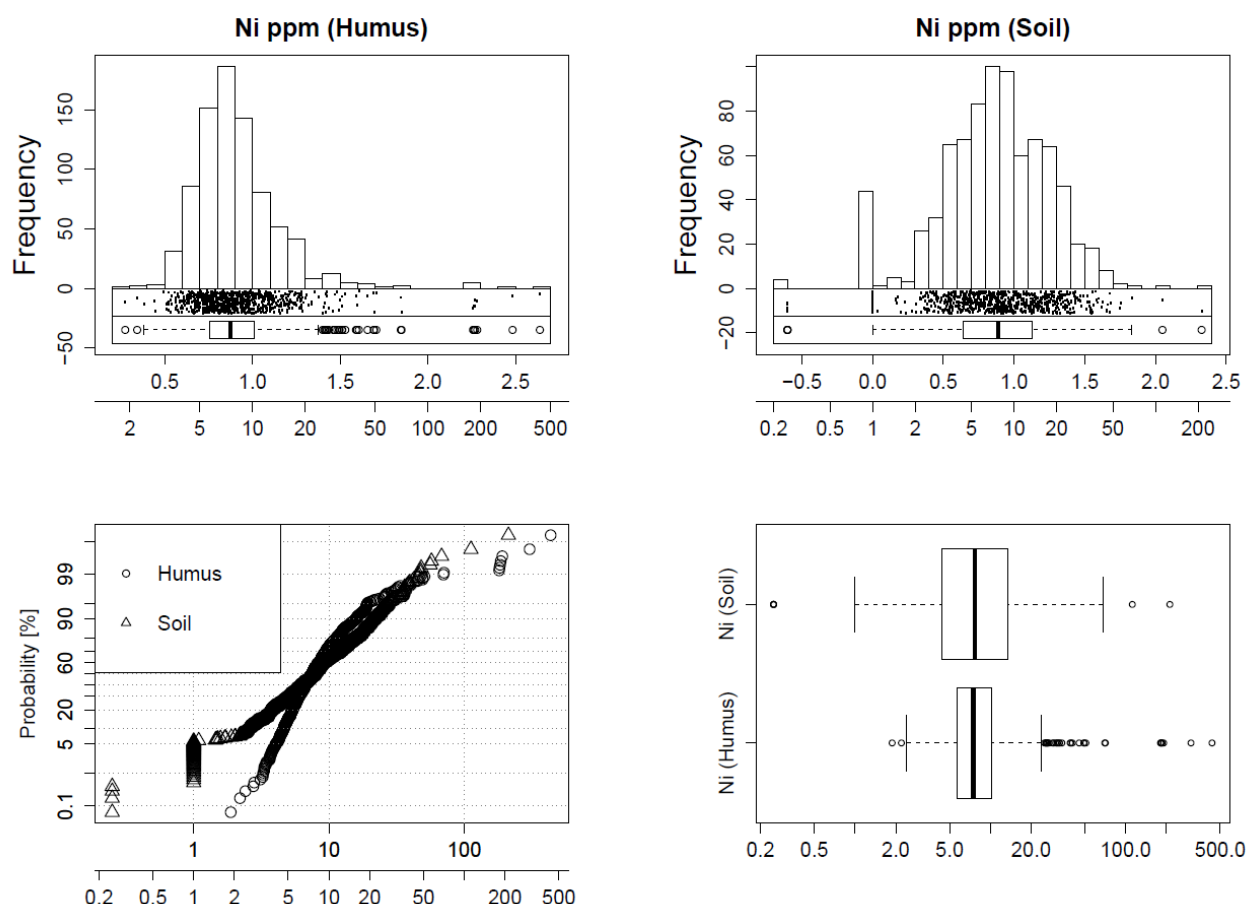 Ni ppm (Humus)
Frequency
150
100
50
0
−50
0.5 1.0 1.5 2.0 2.5
2 5 10 20 50 100 200 500
Ni ppm (Soil)
Frequency
80
60
40
20
0
−20
−0.5 0.0 0.5 1.0 1.5 2.0 2.5
0.2 0.5 1 2 5 10 20 50 200
Humus
Soil
Probability [%]
99
90
60
20
5
0.1
1 10 100
0.2 0.5 1 2 5 10 20 50 100 200 500
Ni (Soil)
Ni (Humus)
0.2 0.5 2.0 5.0 20.0 100.0 500.0